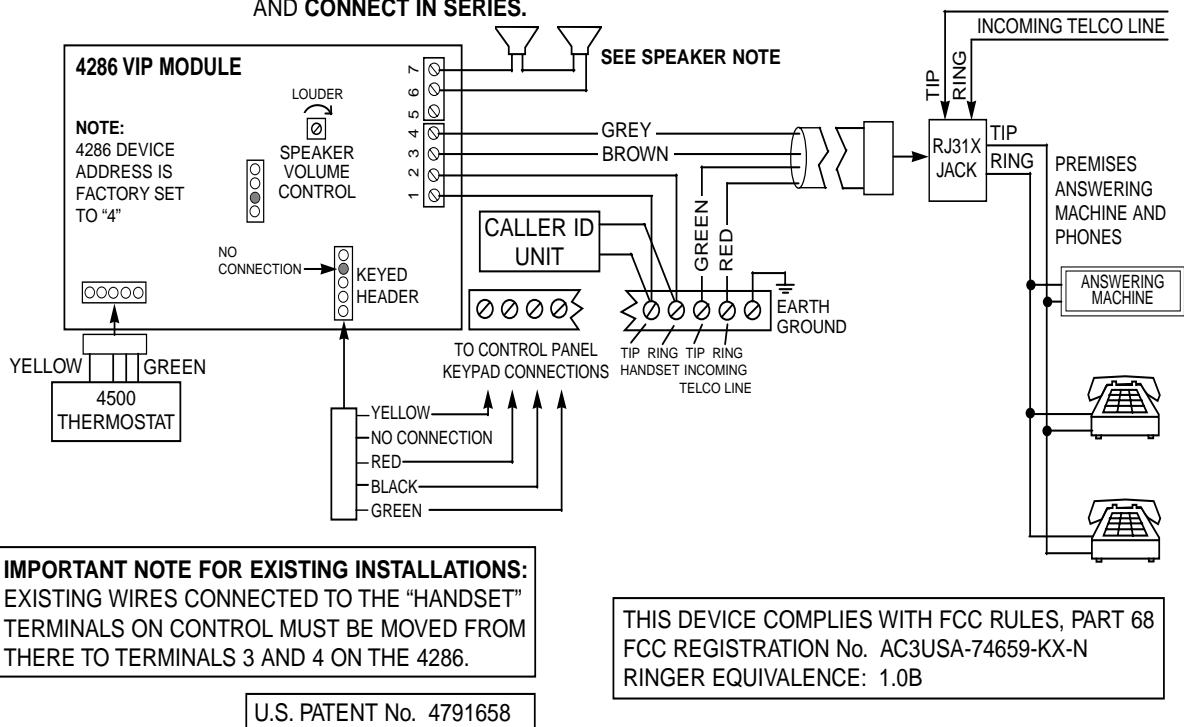 AND CONNECT IN SERIES.
INCOMING TELCO LINE
4286 VIP MODULE
SEE SPEAKER NOTE
LOUDER
NOTE:
4286 DEVICE
ADDRESS IS
FACTORY SET
TO “4”
SPEAKER
VOLUME
CONTROL
7
6
5
4
3
2
1
GREY
BROWN
TIP
RING
RJ31X
JACK
TIP
RING
PREMISES
ANSWERING
MACHINE AND
PHONES
CALLER ID
UNIT
GREEN
RED
NO
CONNECTION
KEYED
HEADER
ANSWERING
MACHINE
EARTH
GROUND
TO CONTROL PANEL
KEYPAD CONNECTIONS
TIP RING TIP RING
HANDSET INCOMING
TELCO LINE
YELLOW
GREEN
4500
THERMOSTAT
YELLOW
NO CONNECTION
RED
BLACK
GREEN
IMPORTANT NOTE FOR EXISTING INSTALLATIONS:
EXISTING WIRES CONNECTED TO THE “HANDSET”
TERMINALS ON CONTROL MUST BE MOVED FROM
THERE TO TERMINALS 3 AND 4 ON THE 4286.
THIS DEVICE COMPLIES WITH FCC RULES, PART 68
FCC REGISTRATION No. AC3USA-74659-KX-N
RINGER EQUIVALENCE: 1.0B
U.S. PATENT No. 4791658